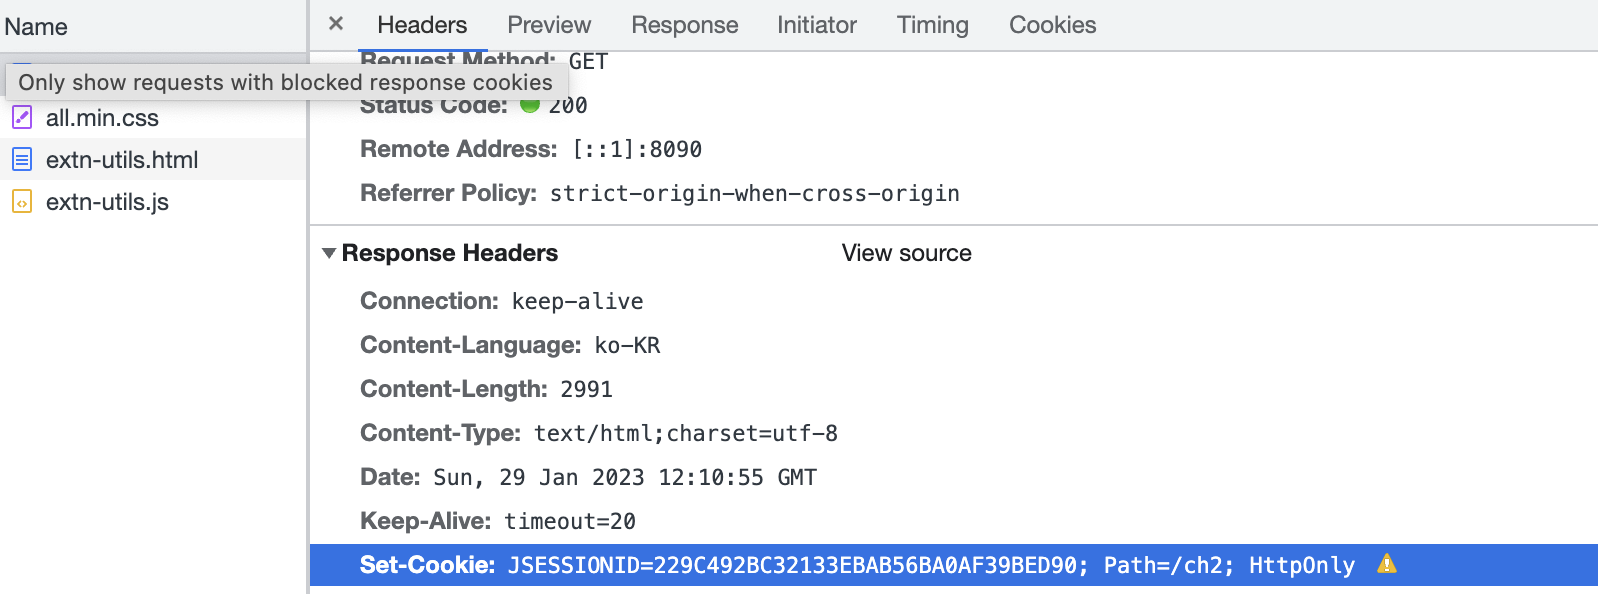 Name
Headers Preview Response Initiator Timing Cookies
Request Method: GET
Only show requests with blocked response cookies
Status Code: 200
all.min.css
Remote Address: [::1]:8090
extn-utils.html
Referrer Policy: strict-origin-when-cross-origin
extn-utils.js
Response Headers View source
Connection: keep-alive
Content-Language: ko-KR
Content-Length: 2991
Content-Type: text/html;charset=utf-8
Date: Sun, 29 Jan 2023 12:10:55 GMT
Keep-Alive: timeout=20
Set-Cookie: JSESSIONID=229C492BC32133EBAB56BA0AF39BED90; Path=/ch2; HttpOnly